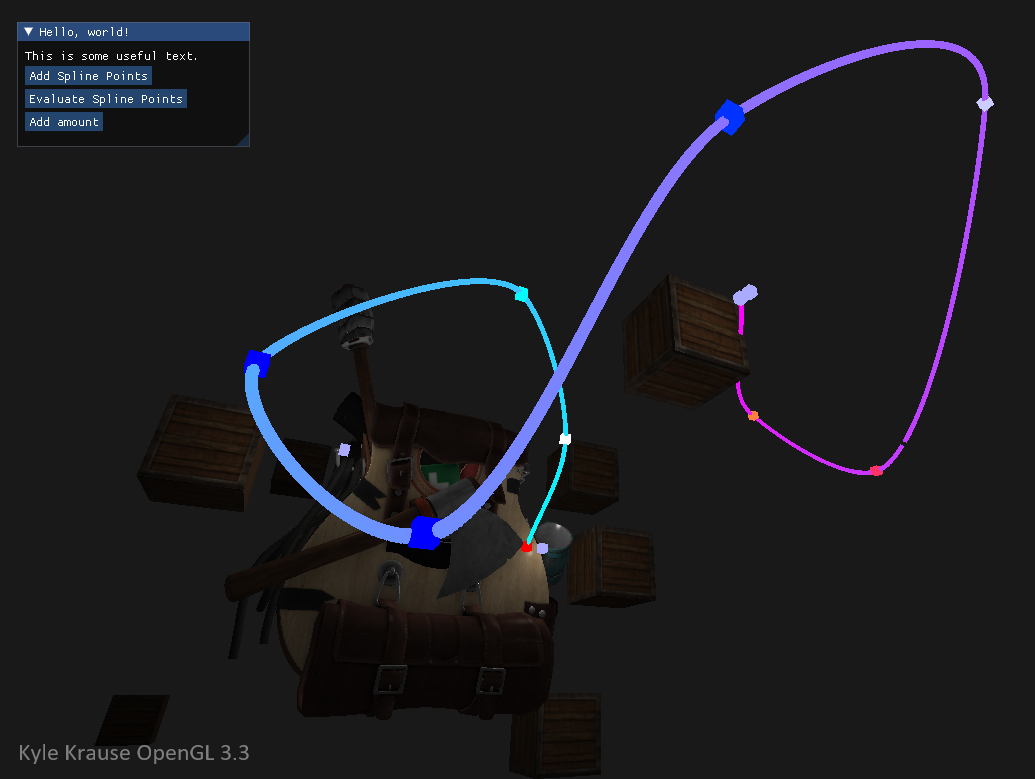 Hello, world!
This is some useful text.
Add Spline Points
Evaluate Spline Points
Add amount
Kyle Krause OpenGL 3.3